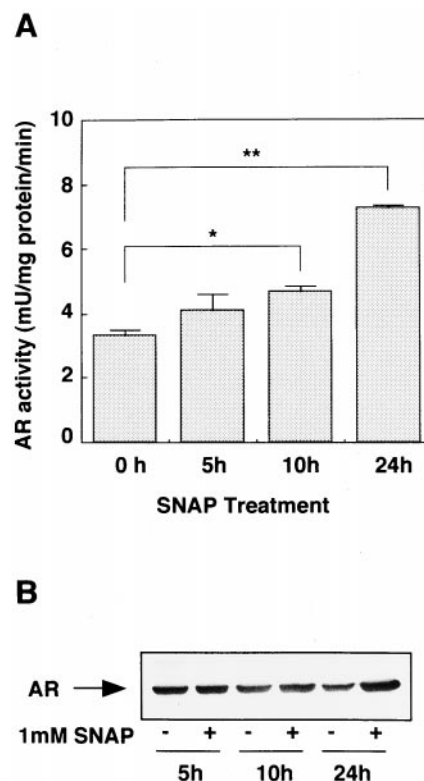 A
AR activity (mU/mg protein/min)
10
8
6
4
2
0
**
*
0 h 5h 10h 24h
SNAP Treatment
B
AR
1mM SNAP - + - + - +
5h 10h 24h